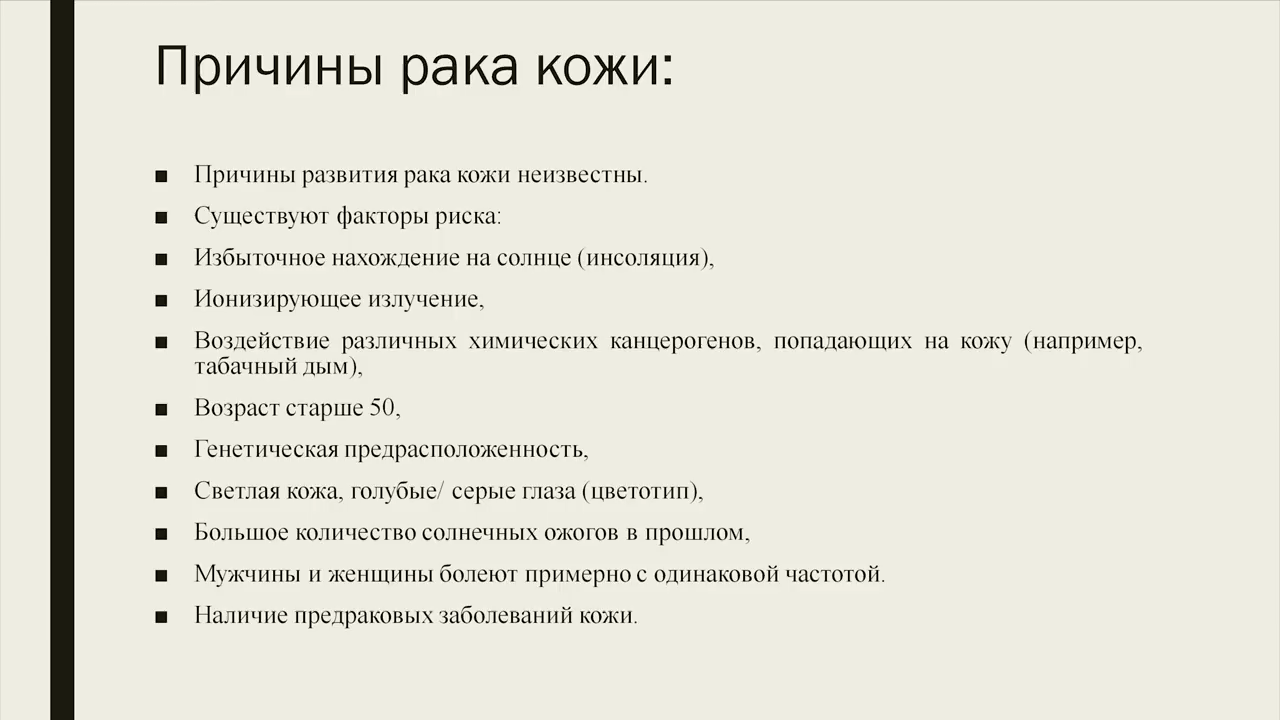 Причины рака кожи:
Причины развития рака кожи неизвестны.
Существуют факторы риска:
Избыточное нахождение на солнце (инсоляция),
Ионизирующее излучение,
Воздействие различных химических канцерогенов, попадающих на кожу (например,
табачный дым),
Возраст старше 50,
Генетическая предрасположенность,
Светлая кожа, голубые/ серые глаза (цветотип),
Большое количество солнечных ожогов в прошлом,
Мужчины и женщины болеют примерно с одинаковой частотой.
Наличие предраковых заболеваний кожи.